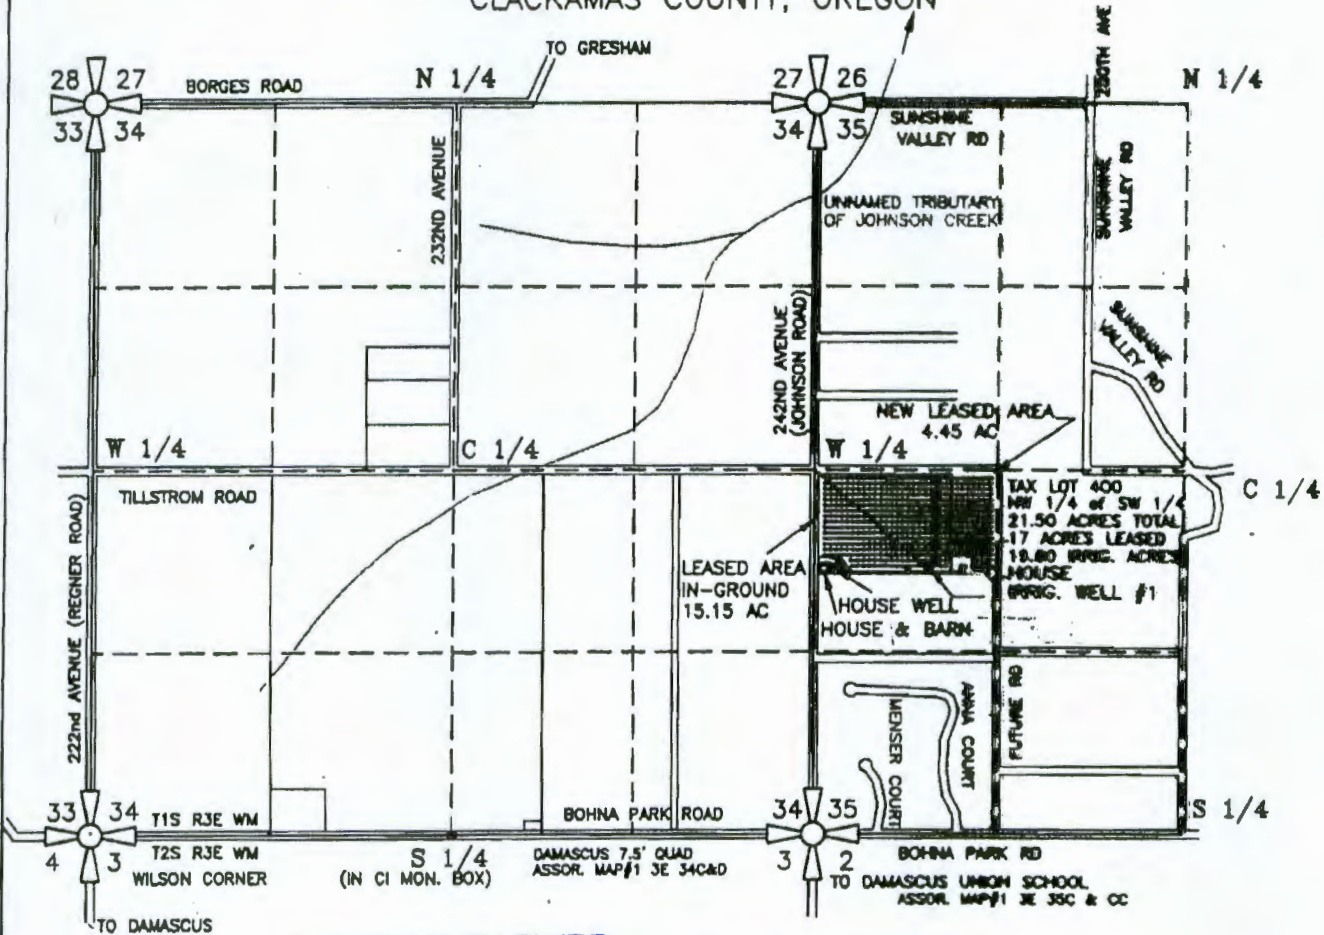 CLACKAMAS COUNTY, OREGON
TO GRESHAM
28 27
BORGES ROAD
N 1/4
27 26
250TH AVE
N 1/4
33 34
34 35
SUNSHINE
VALLEY RD
232ND AVENUE
UNNAMED TRIBUTARY
OF JOHNSON CREEK
SUNSHINE
VALLEY RD
242ND AVENUE
(JOHNSON ROAD)
SUNSHINE
VALLEY RD
NEW LEASED AREA
4.45 AC
W 1/4
C 1/4
W 1/4
C 1/4
TILLSTROM ROAD
TAX LOT 400
NW 1/4 of SW 1/4
21.50 ACRES TOTAL
17 ACRES LEASED
19.60 IRRIG. ACRES
HOUSE
IRRIG. WELL #1
LEASED AREA
IN-GROUND
15.15 AC
HOUSE WELL
HOUSE & BARN
222nd AVENUE (REGNER ROAD)
MENSER COURT
ANNA COURT
FUTURE RD
33 34
T1S R3E WM
BOHNA PARK ROAD
34 35
S 1/4
4 3
T2S R3E WM
WILSON CORNER
S 1/4
(IN CI MON. BOX)
DAMASCUS 7.5' QUAD
ASSOR. MAP#1 3E 34C&D
3 2
BOHNA PARK RD
TO DAMASCUS UNION SCHOOL
ASSOR. MAP#1 3E 35C & CC
TO DAMASCUS